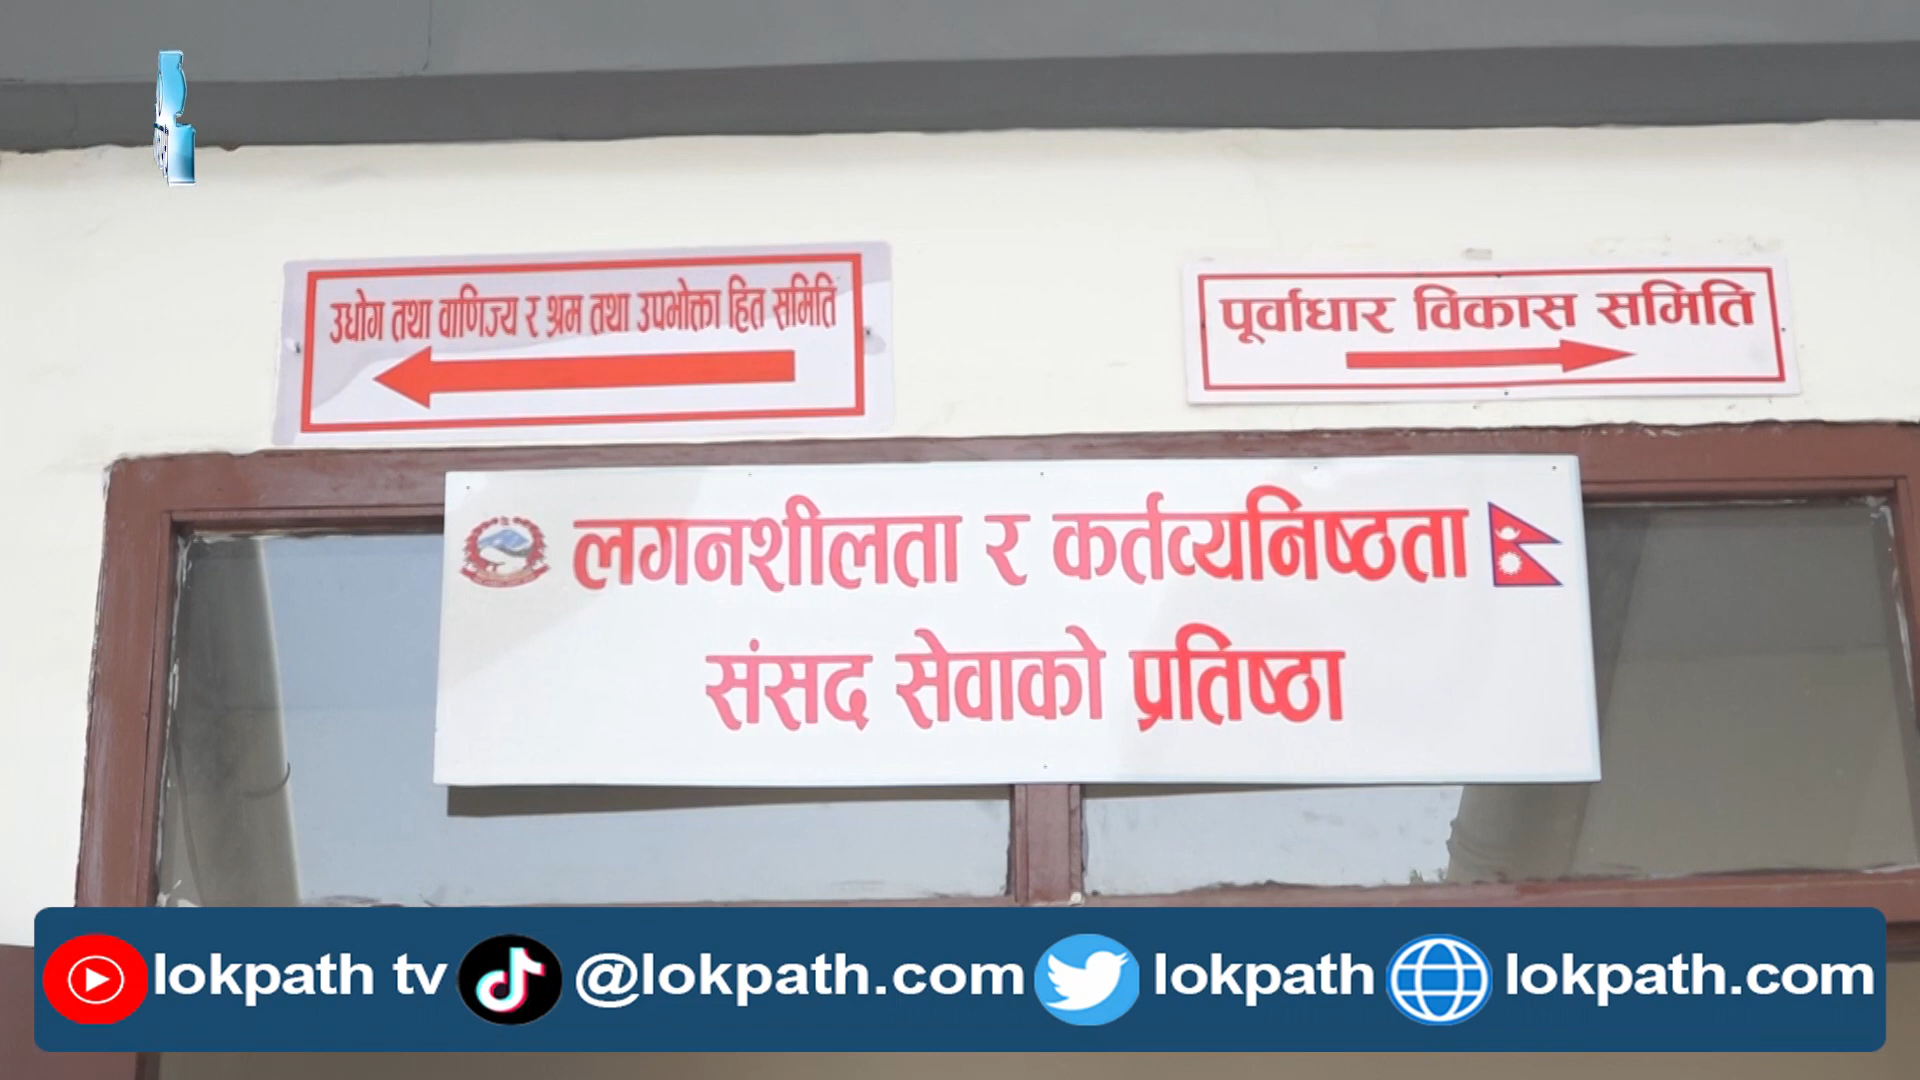 उधोग तथा वाणिज्य र श्रम तथा उपभोक्ता हित समिति
पूर्वाधार विकास समिति
लगनशीलता र कर्तव्यनिष्ठता
संसद सेवाको प्रतिष्ठा
lokpath tv @lokpath.com lokpath lokpath.com